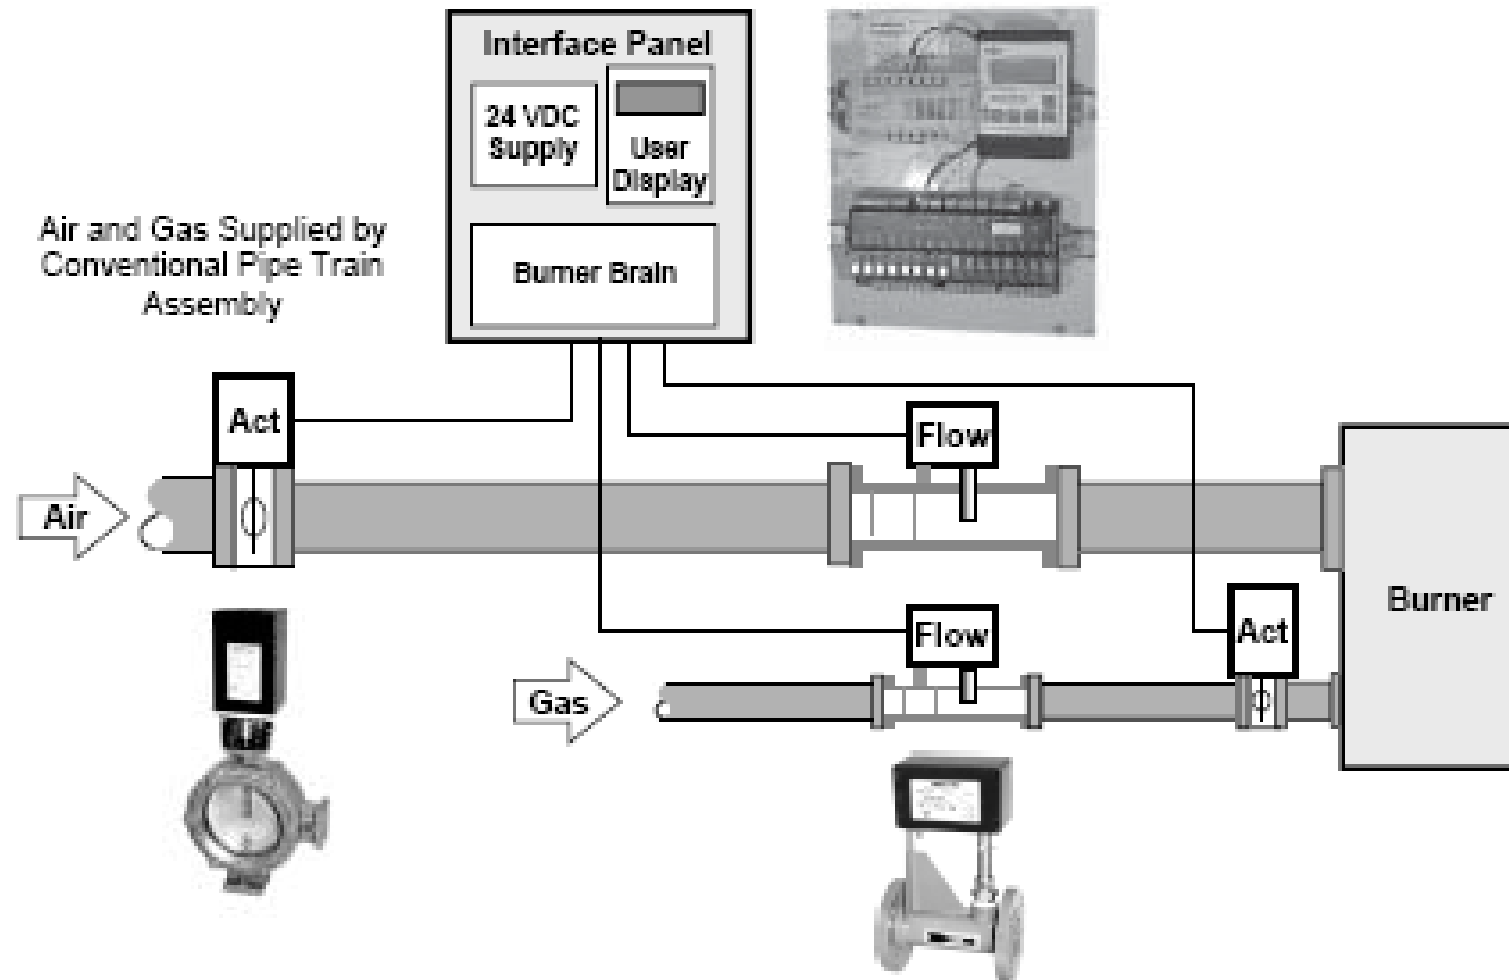 Interface Panel
24 VDC
Supply
User
Display
Burner Brain
Air and Gas Supplied by
Conventional Pipe Train
Assembly
Act
Flow
Air
Burner
Flow
Act
Gas